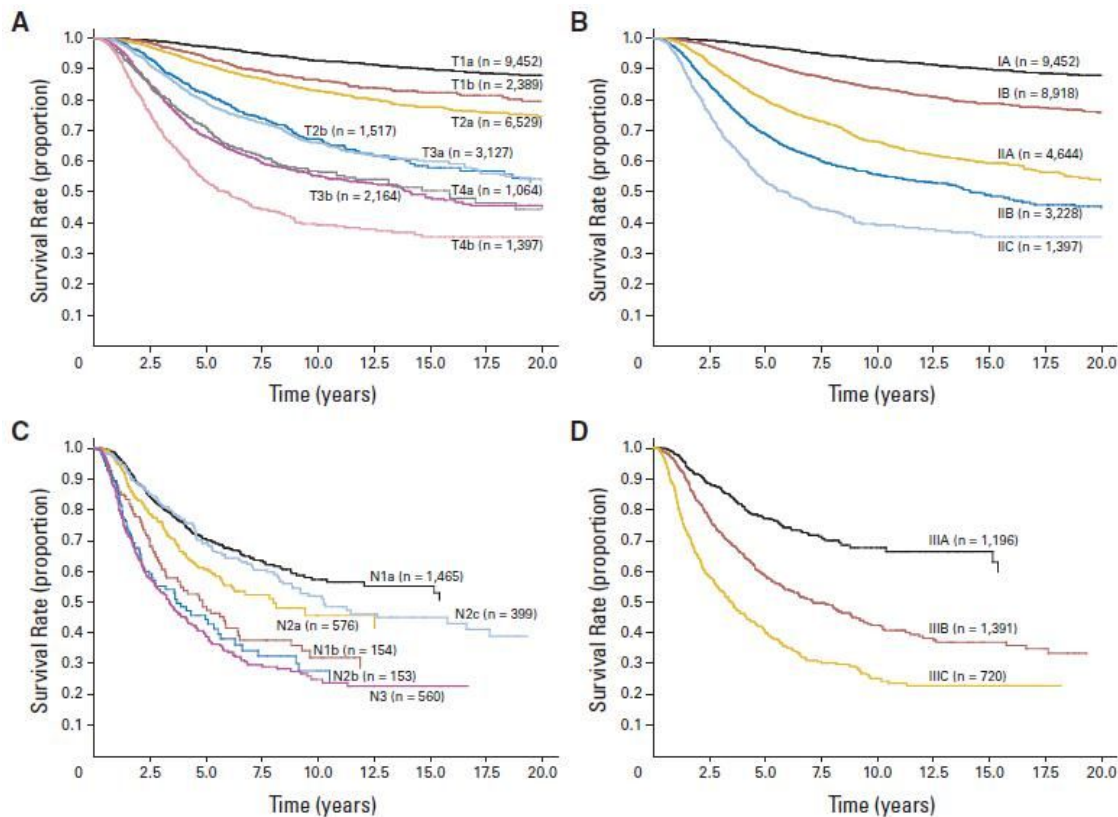 A
Survival Rate (proportion)
1.0
0.9
0.8
0.7
0.6
0.5
0.4
0.3
0.2
0.1
T1a (n = 9,452)
T1b (n = 2,389)
T2a (n = 6,529)
T2b (n = 1,517)
T3a (n = 3,127)
T4a (n = 1,064)
T3b (n = 2,164)
T4b (n = 1,397)
0 2.5 5.0 7.5 10.0 12.5 15.0 17.5 20.0
Time (years)
B
Survival Rate (proportion)
1.0
0.9
0.8
0.7
0.6
0.5
0.4
0.3
0.2
0.1
IA (n = 9,452)
IB (n = 8,918)
IIA (n = 4,644)
IIB (n = 3,228)
IIC (n = 1,397)
0 2.5 5.0 7.5 10.0 12.5 15.0 17.5 20.0
Time (years)
C
Survival Rate (proportion)
1.0
0.9
0.8
0.7
0.6
0.5
0.4
0.3
0.2
0.1
N1a (n = 1,465)
N2c (n = 399)
N2a (n = 576)
N1b (n = 154)
N2b (n = 153)
N3 (n = 560)
0 2.5 5.0 7.5 10.0 12.5 15.0 17.5 20.0
Time (years)
D
Survival Rate (proportion)
1.0
0.9
0.8
0.7
0.6
0.5
0.4
0.3
0.2
0.1
IIIA (n = 1,196)
IIIB (n = 1,391)
IIIC (n = 720)
0 2.5 5.0 7.5 10.0 12.5 15.0 17.5 20.0
Time (years)